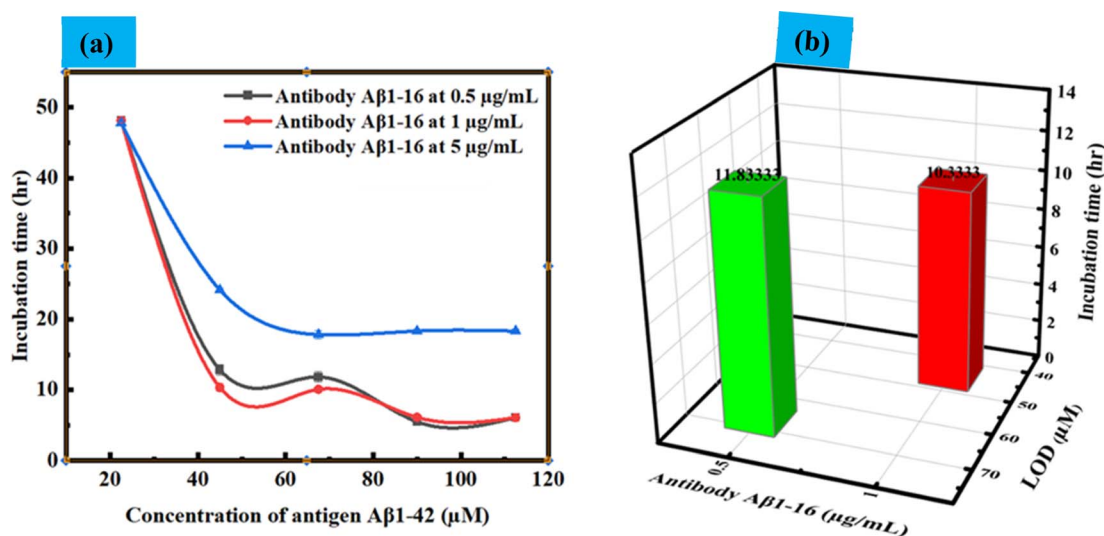 (a)
50
40
30
20
10
0
Incubation time (hr)
Antibody Aβ1-16 at 0.5 µg/mL
Antibody Aβ1-16 at 1 µg/mL
Antibody Aβ1-16 at 5 µg/mL
20 40 60 80 100 120
Concentration of antigen Aβ1-42 (µM)
(b)
11.83333
10.3333
14
12
10
8
6
4
2
0
Incubation time (hr)
40
50
60
70
LOD (µM)
0.5
1
Antibody Aβ1-16 (µg/mL)